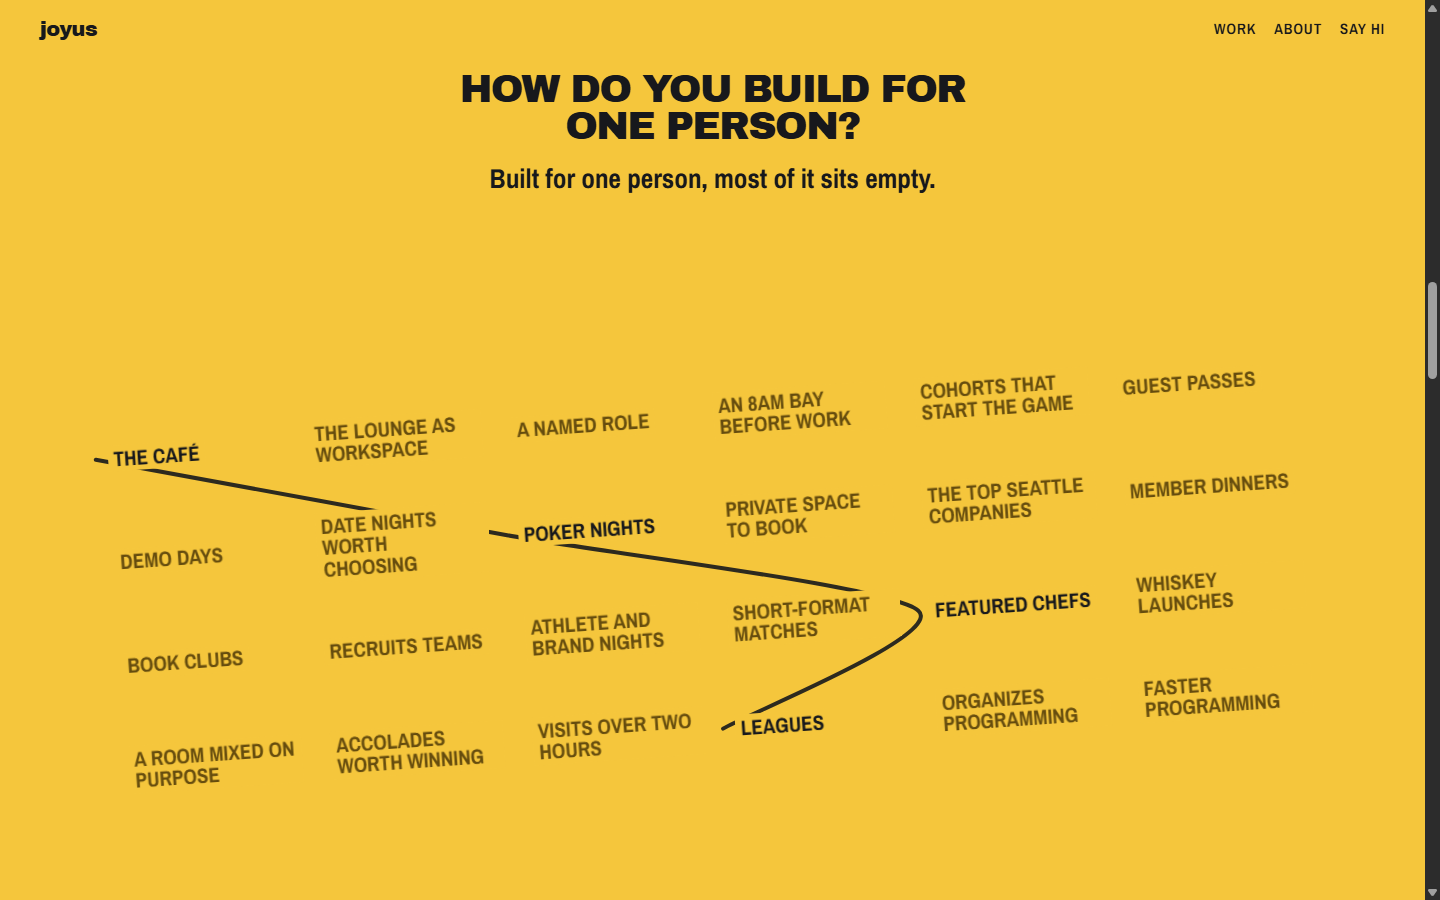 joyus
WORK ABOUT SAY HI
HOW DO YOU BUILD FOR
ONE PERSON?
Built for one person, most of it sits empty.
THE CAFÉ
THE LOUNGE AS
WORKSPACE
A NAMED ROLE
AN 8AM BAY
BEFORE WORK
COHORTS THAT
START THE GAME
GUEST PASSES
DEMO DAYS
DATE NIGHTS
WORTH
CHOOSING
POKER NIGHTS
PRIVATE SPACE
TO BOOK
THE TOP SEATTLE
COMPANIES
MEMBER DINNERS
BOOK CLUBS
RECRUITS TEAMS
ATHLETE AND
BRAND NIGHTS
SHORT-FORMAT
MATCHES
FEATURED CHEFS
WHISKEY
LAUNCHES
A ROOM MIXED ON
PURPOSE
ACCOLADES
WORTH WINNING
VISITS OVER TWO
HOURS
LEAGUES
ORGANIZES
PROGRAMMING
FASTER
PROGRAMMING